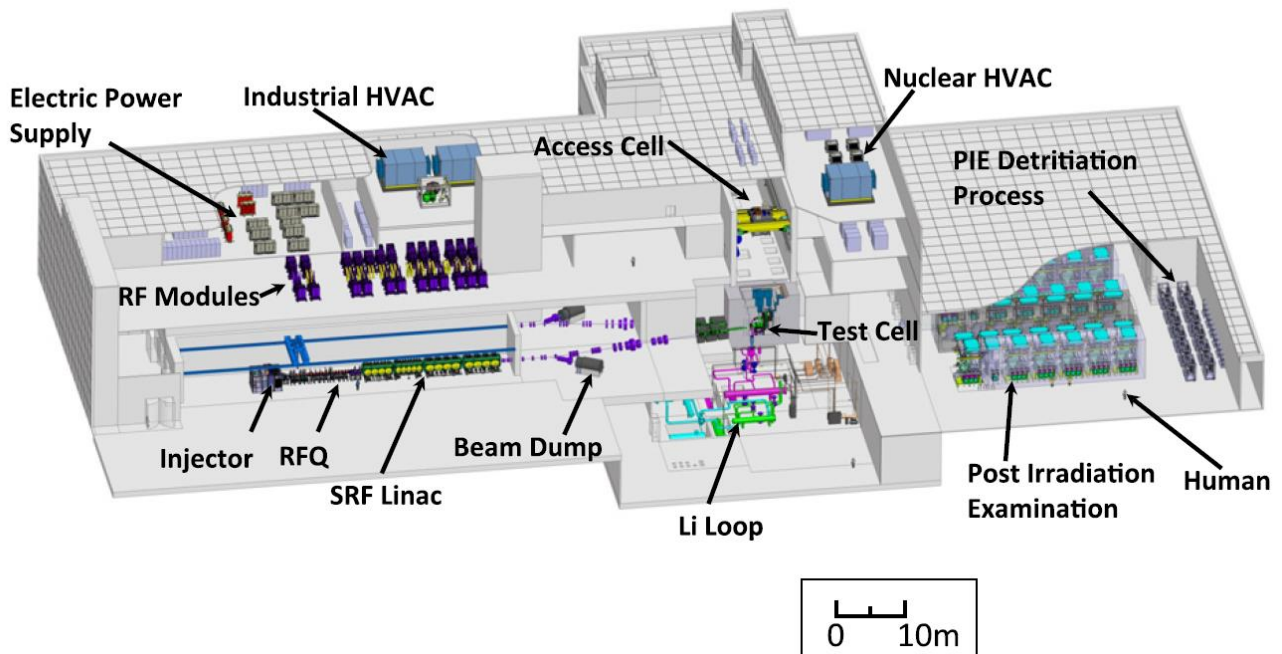 Electric Power
Supply
Industrial HVAC
Nuclear HVAC
Access Cell
PIE Detritiation
Process
RF Modules
Test Cell
Injector
RFQ
SRF Linac
Beam Dump
Li Loop
Post Irradiation
Examination
Human
0 10m